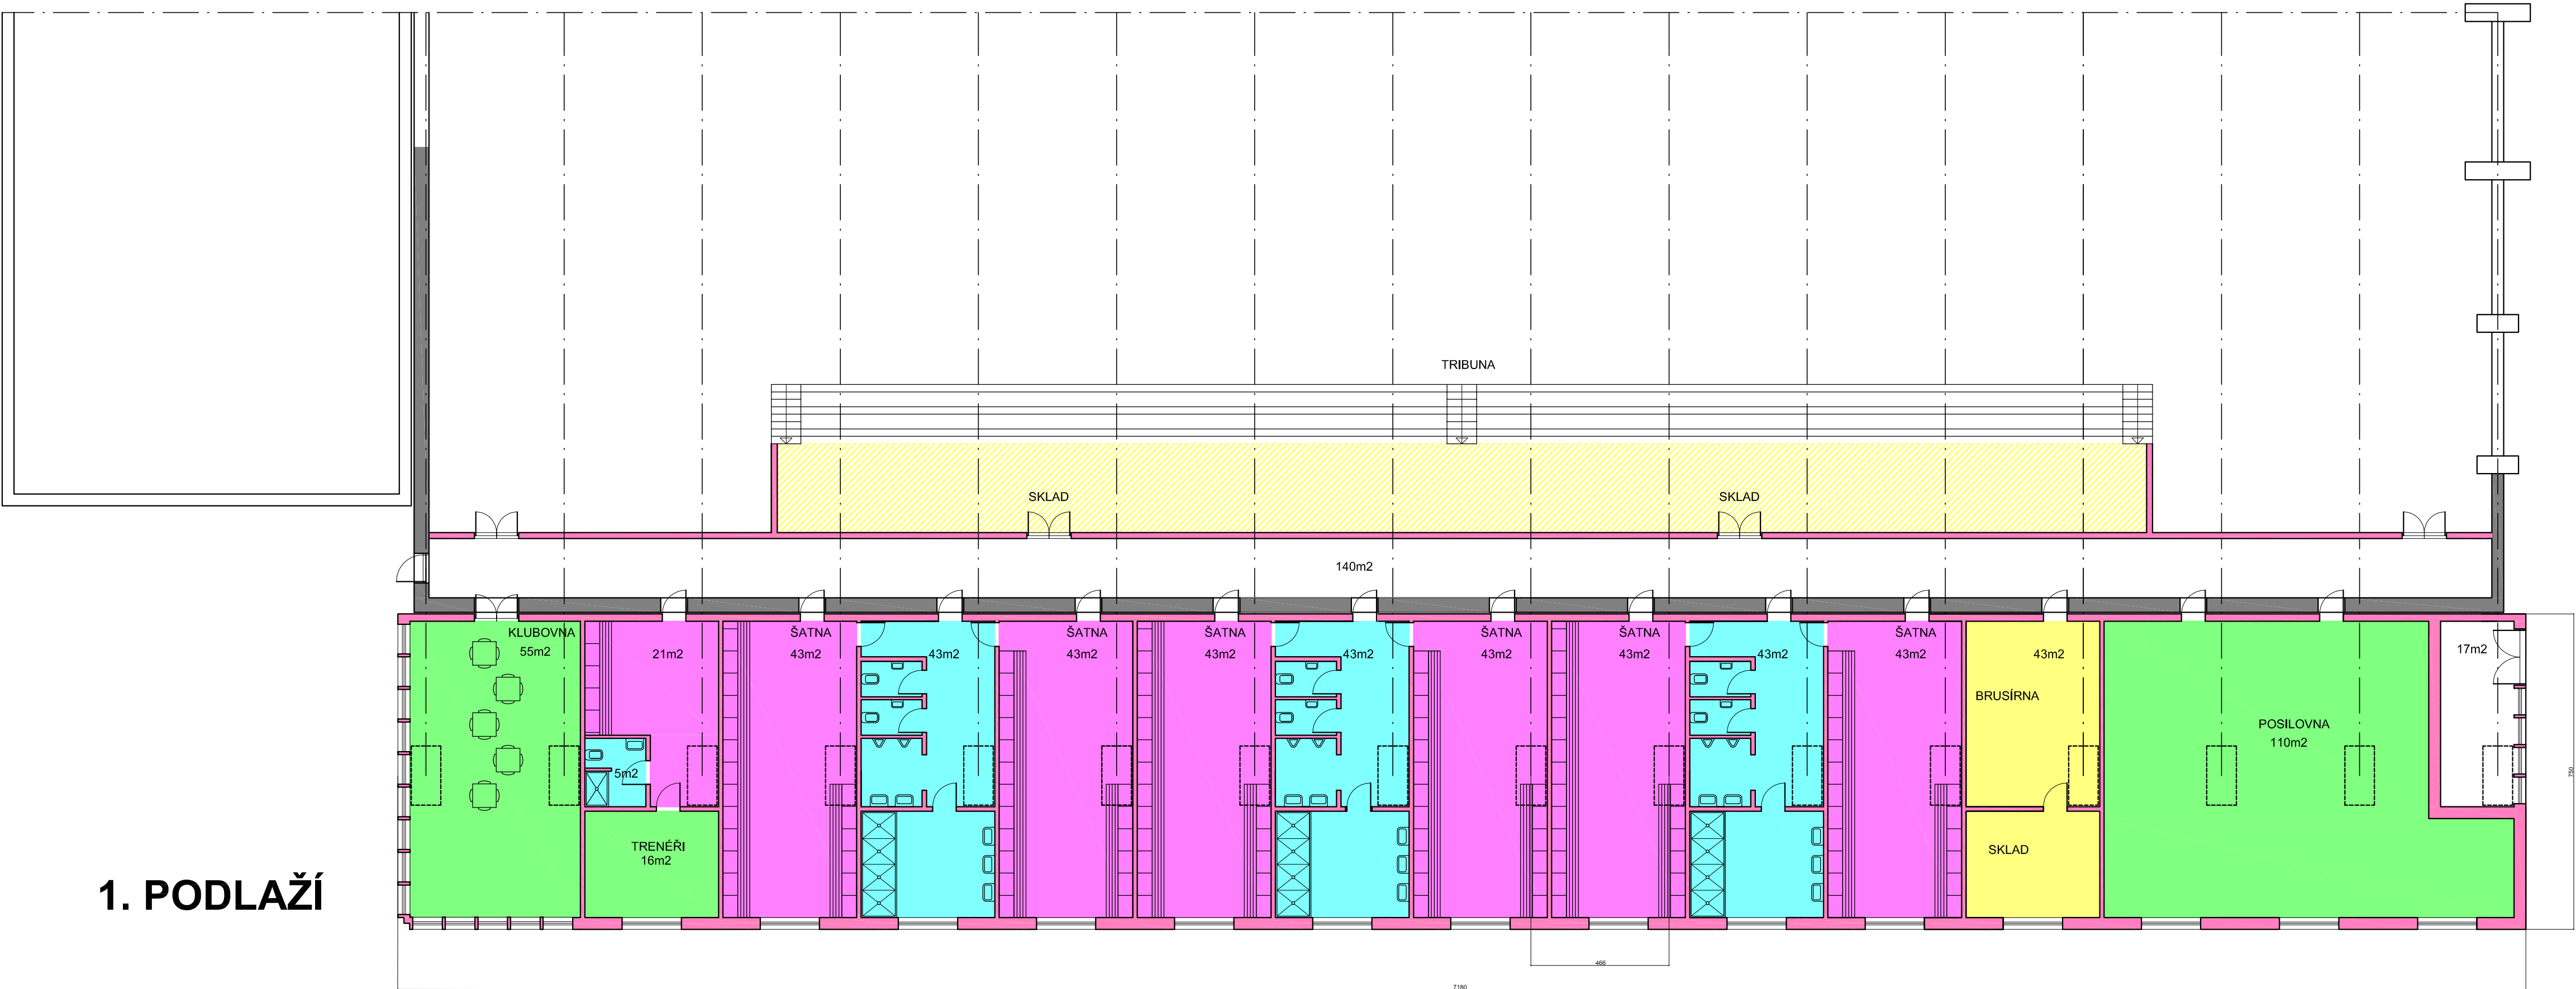 TRIBUNA
SKLAD
SKLAD
140m2
KLUBOVNA
55m2
21m2
ŠATNA
43m2
43m2
ŠATNA
43m2
ŠATNA
43m2
43m2
ŠATNA
43m2
ŠATNA
43m2
43m2
ŠATNA
43m2
43m2
BRUSÍRNA
POSILOVNA
110m2
17m2
5m2
TRENÉŘI
16m2
SKLAD
1. PODLAŽÍ
750
466
7180